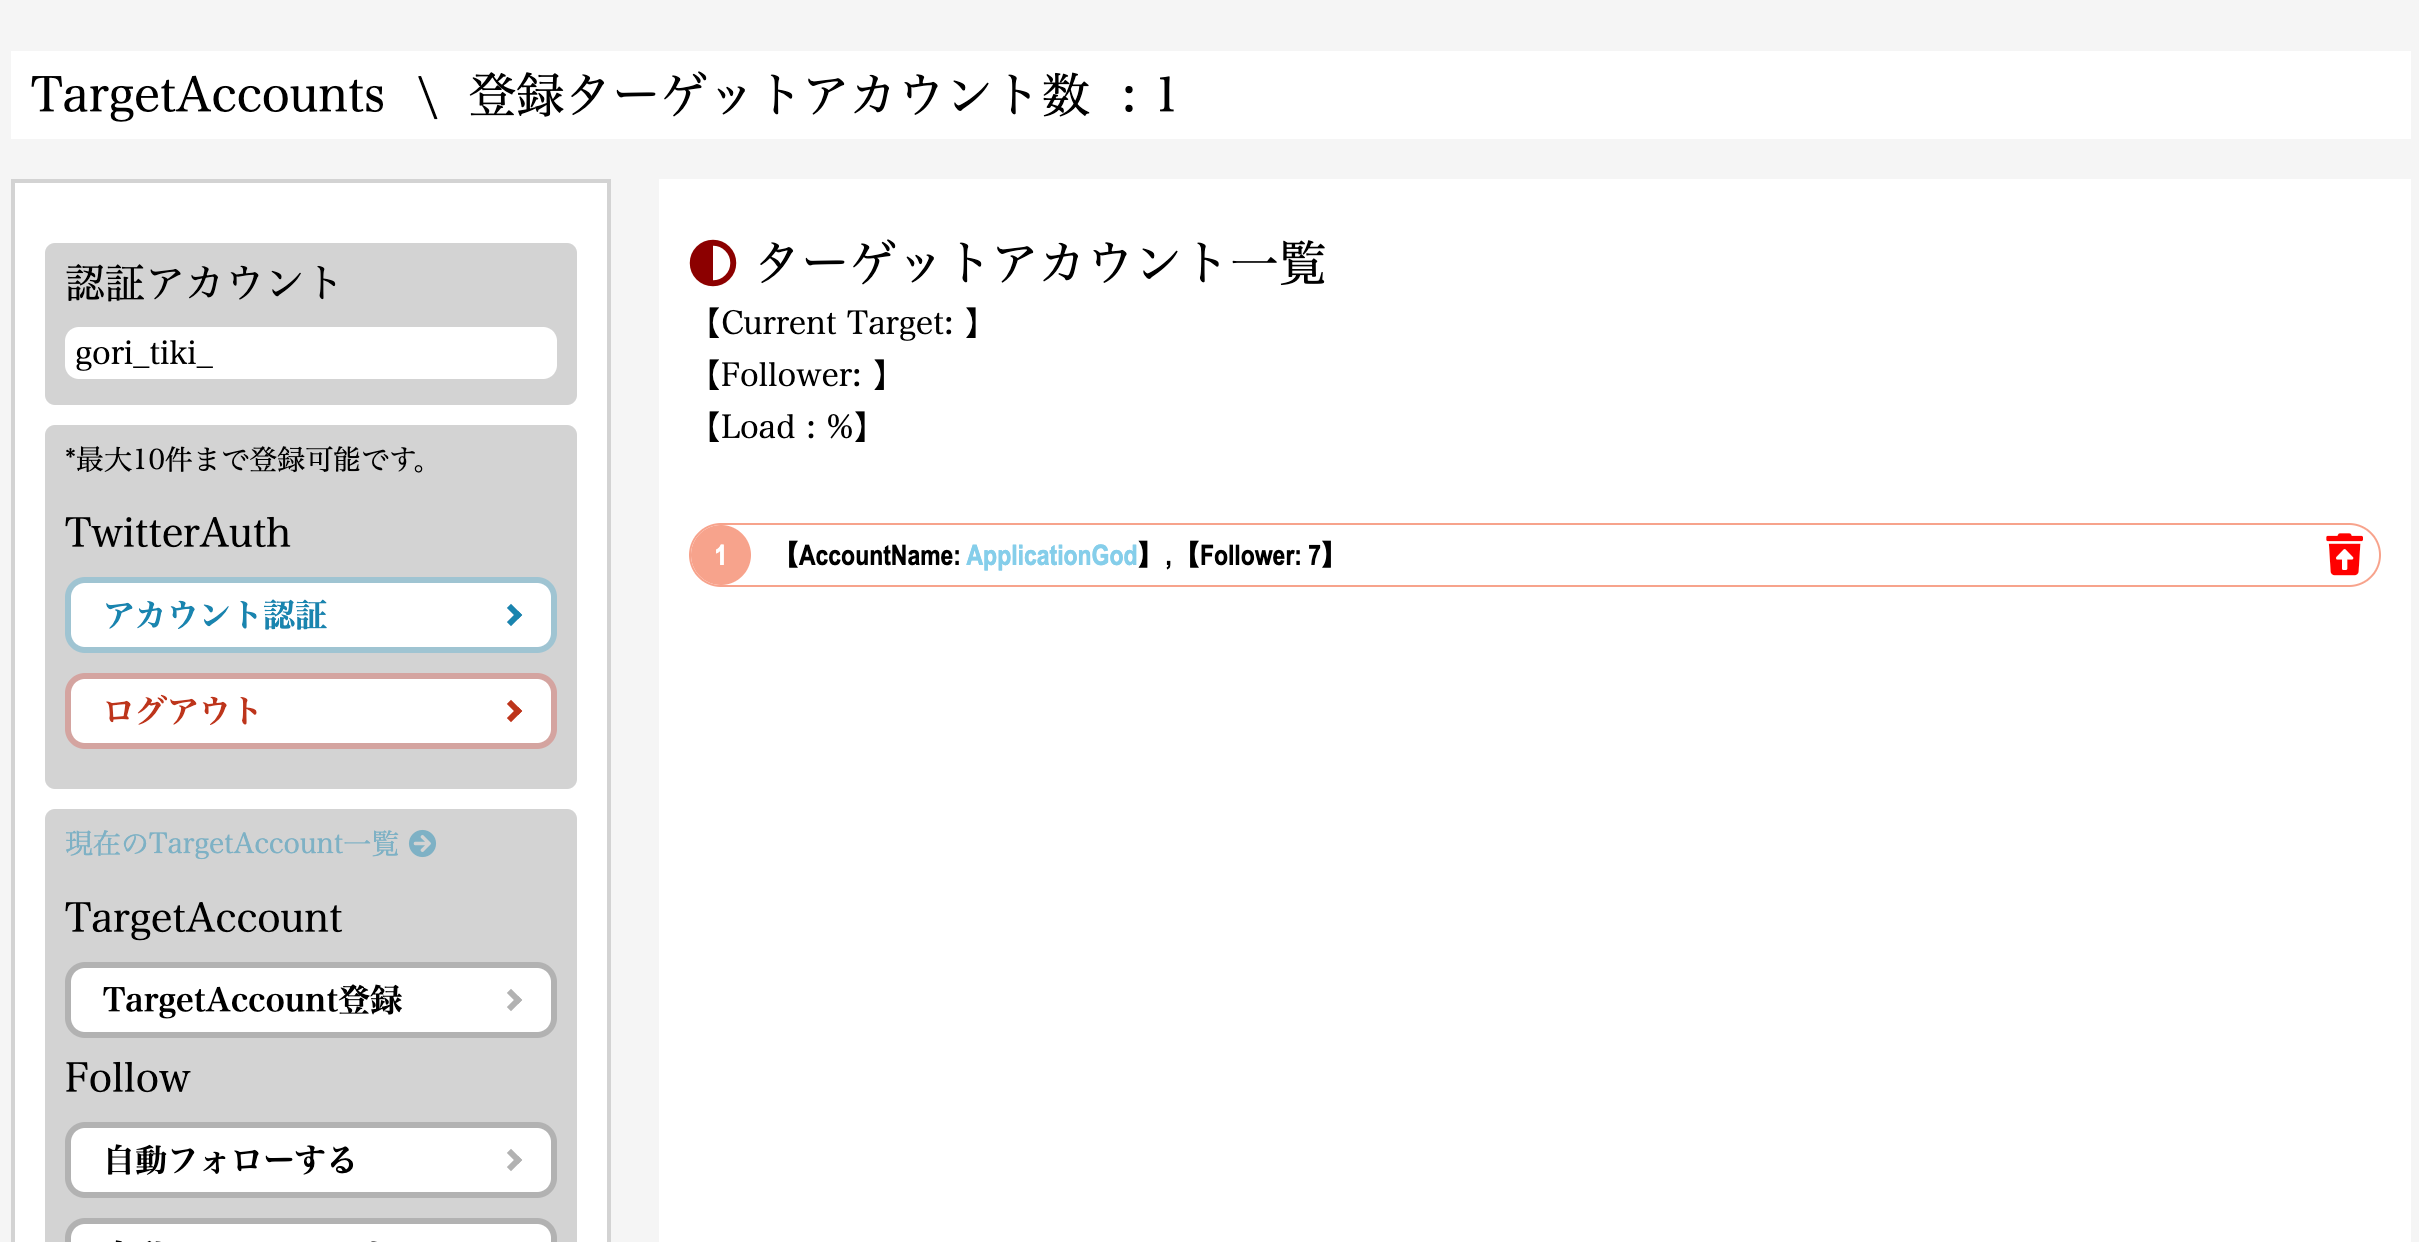 TargetAccounts \ 登録ターゲットアカウント数 : 1
認証アカウント
gori_tiki_
*最大10件まで登録可能です。
TwitterAuth
アカウント認証
ログアウト
現在のTargetAccount一覧
TargetAccount
TargetAccount登録
Follow
自動フォローする
ターゲットアカウント一覧
【Current Target: 】
【Follower: 】
【Load : %】
1 【AccountName: ApplicationGod】 , 【Follower: 7】